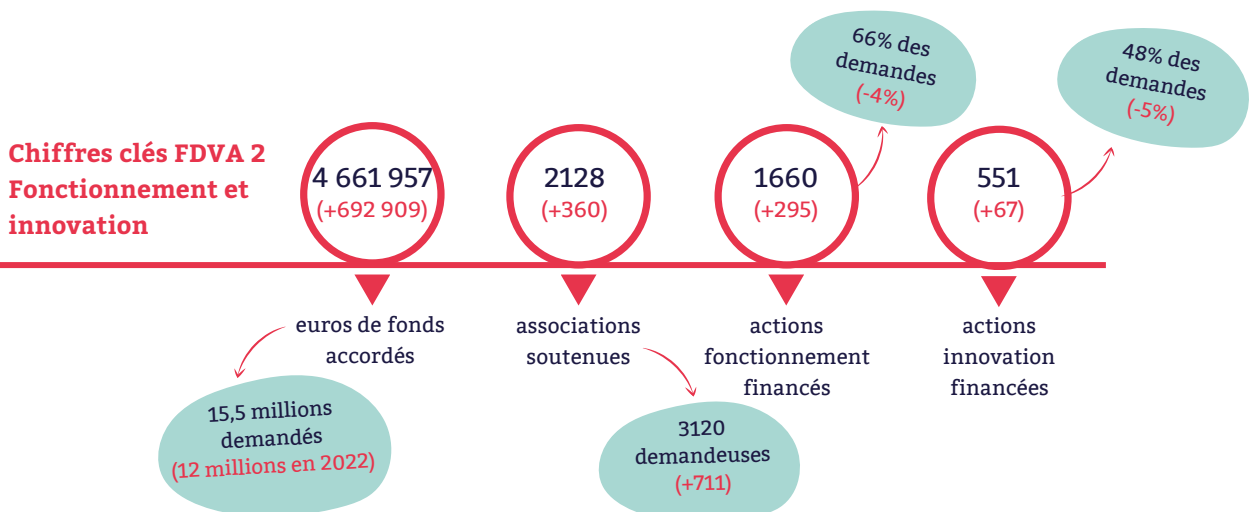 Chiffres clés FDVA 2
Fonctionnement et
innovation
4 661 957
(+692 909)
euros de fonds
accordés
15,5 millions
demandés
(12 millions en 2022)
2128
(+360)
associations
soutenues
3120
demandeuses
(+711)
1660
(+295)
actions
fonctionnement
financés
66% des
demandes
(-4%)
551
(+67)
actions
innovation
financées
48% des
demandes
(-5%)